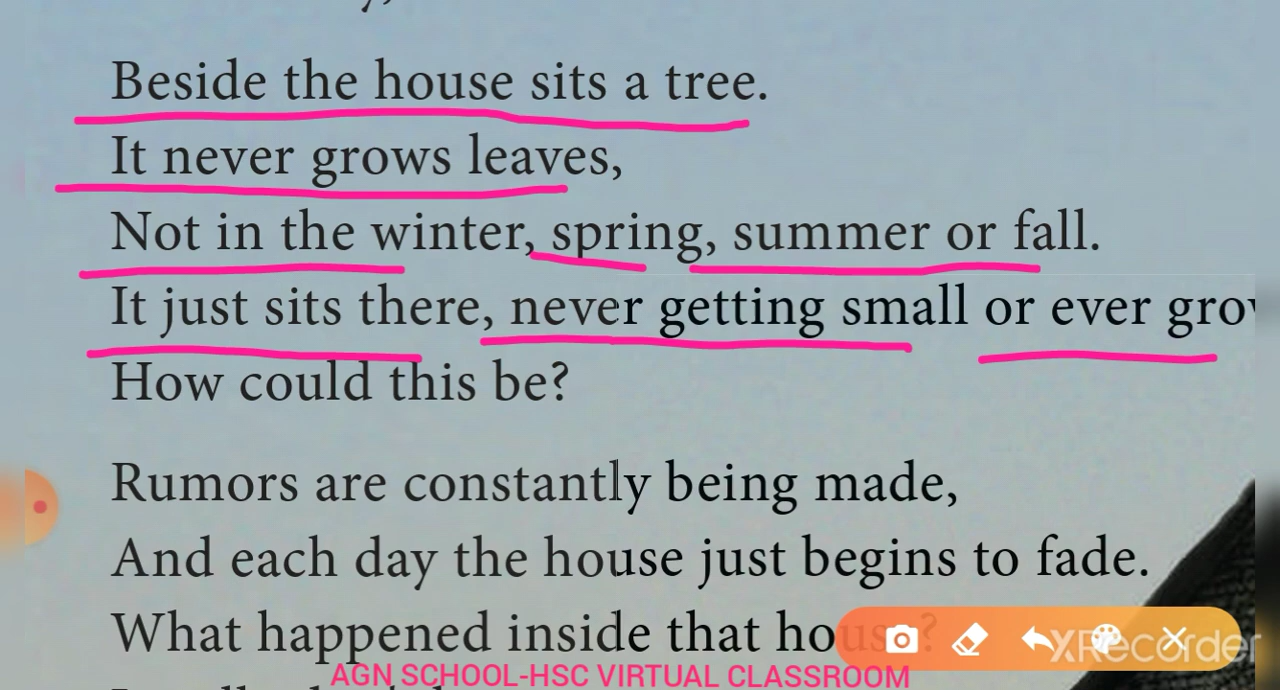 Beside the house sits a tree.
It never grows leaves,
Not in the winter, spring, summer or fall.
It just sits there, never getting small or ever
How could this be?
Rumors are constantly being made,
And each day the house just begins to fade.
What happened inside that house?
AGN SCHOOL-HSC VIRTUAL CLASSROOM
XRecorder